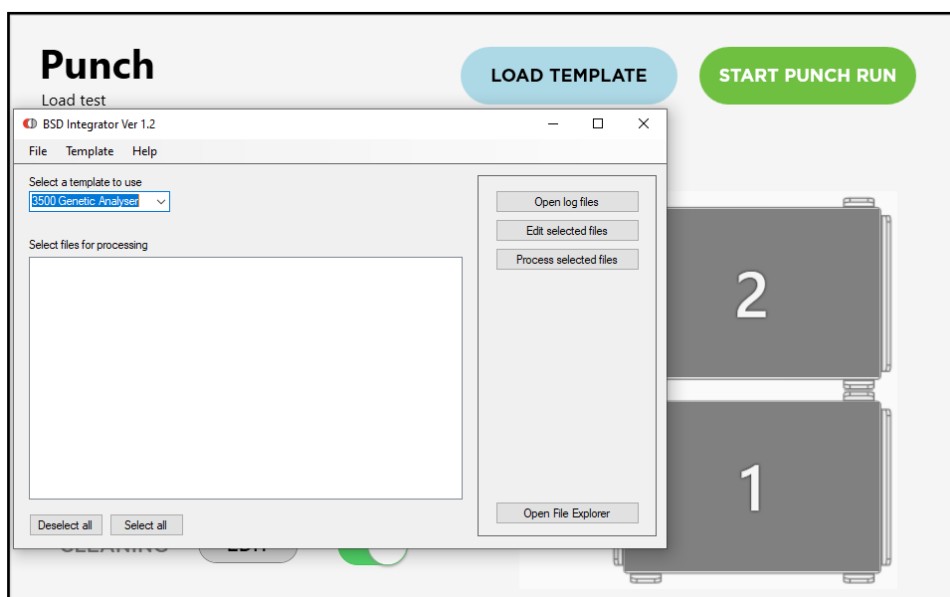 Punch
Load test
LOAD TEMPLATE
START PUNCH RUN
BSD Integrator Ver 1.2
File Template Help
Select a template to use
3500 Genetic Analyser
Select files for processing
Open log files
Edit selected files
Process selected files
Open File Explorer
Deselect all
Select all
2
1
CLEANING
EDIT